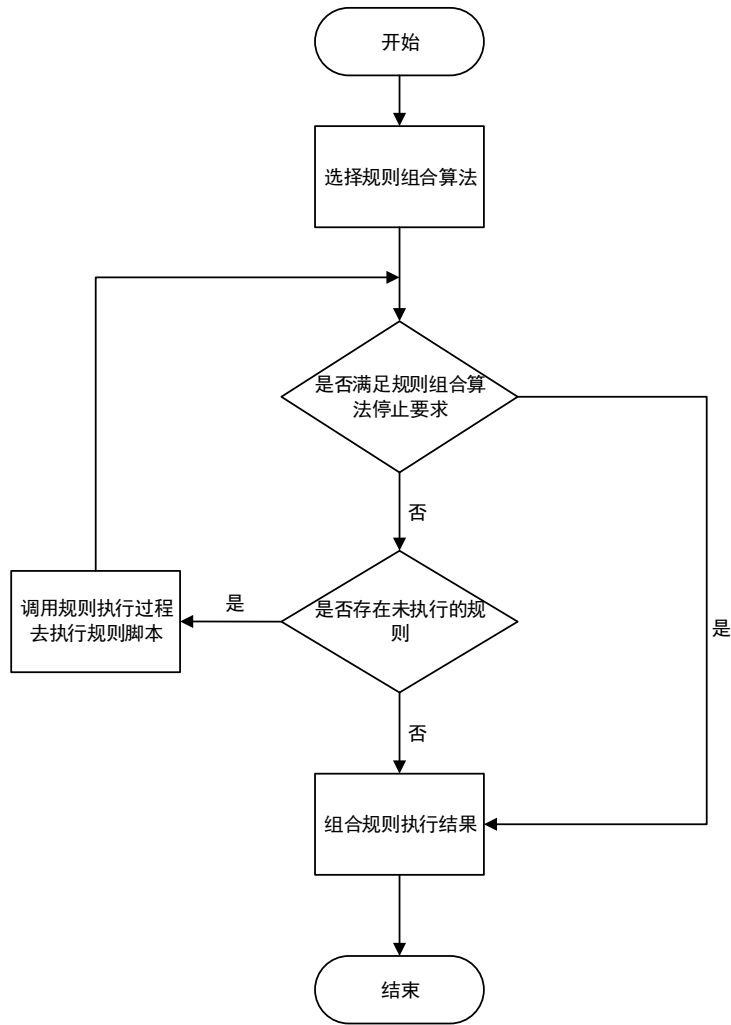 开始
选择规则组合算法
是否满足规则组合算
法停止要求
否
是否存在未执行的规
则
是
调用规则执行过程
去执行规则脚本
是
否
组合规则执行结果
结束